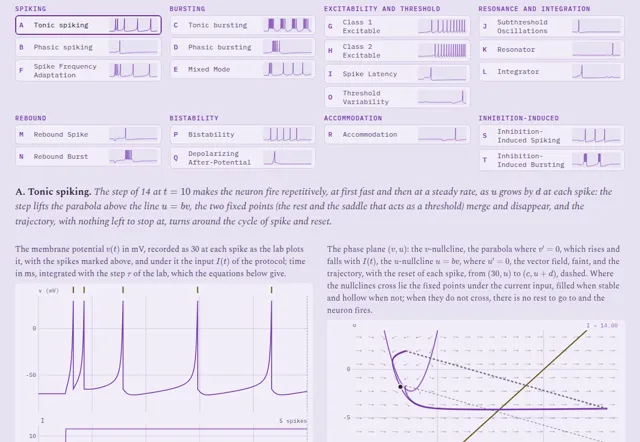 SPIKING
A Tonic spiking
B Phasic spiking
F Spike Frequency
Adaptation
BURSTING
C Tonic bursting
D Phasic bursting
E Mixed Mode
EXCITABILITY AND THRESHOLD
G Class 1
Excitable
H Class 2
Excitable
I Spike Latency
O Threshold
Variability
RESONANCE AND INTEGRATION
J Subthreshold
Oscillations
K Resonator
L Integrator
REBOUND
M Rebound Spike
N Rebound Burst
BISTABILITY
P Bistability
Q Depolarizing
After-Potential
ACCOMMODATION
R Accommodation
INHIBITION-INDUCED
S Inhibition-
Induced Spiking
T Inhibition-
Induced Bursting
A. Tonic spiking. The step of 14 at t = 10 makes the neuron fire repetitively, at first fast and then at a steady rate, as u grows by d at each spike: the
step lifts the parabola above the line u = bv, the two fixed points (the rest and the saddle that acts as a threshold) merge and disappear, and the
trajectory, with nothing left to stop at, turns around the cycle of spike and reset.
The membrane potential v(t) in mV, recorded as 30 at each spike as the lab plots
it, with the spikes marked above, and under it the input I(t) of the protocol; time
in ms, integrated with the step τ of the lab, which the equations below give.
v (mV)
0
-50
I
5 spikes
10
The phase plane (v, u): the v-nullcline, the parabola where v′ = 0, which rises and
falls with I(t), the u-nullcline u = bv, where u′ = 0, the vector field, faint, and the
trajectory, with the reset of each spike, from (30, u) to (c, u + d), dashed. Where
the nullclines cross lie the fixed points under the current input, filled when stable
and hollow when not; when they do not cross, there is no rest to go to and the
neuron fires.
u
I = 14.00
0
-5